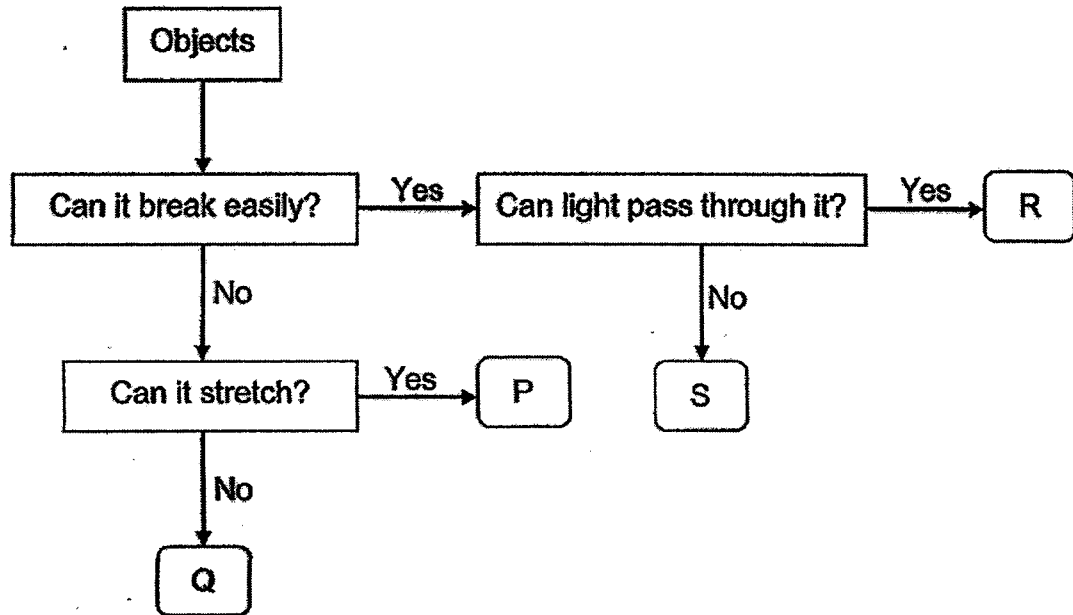 Objects
Can it break easily?
Yes
Can light pass through it?
Yes
R
No
No
Can it stretch?
Yes
P
S
No
Q